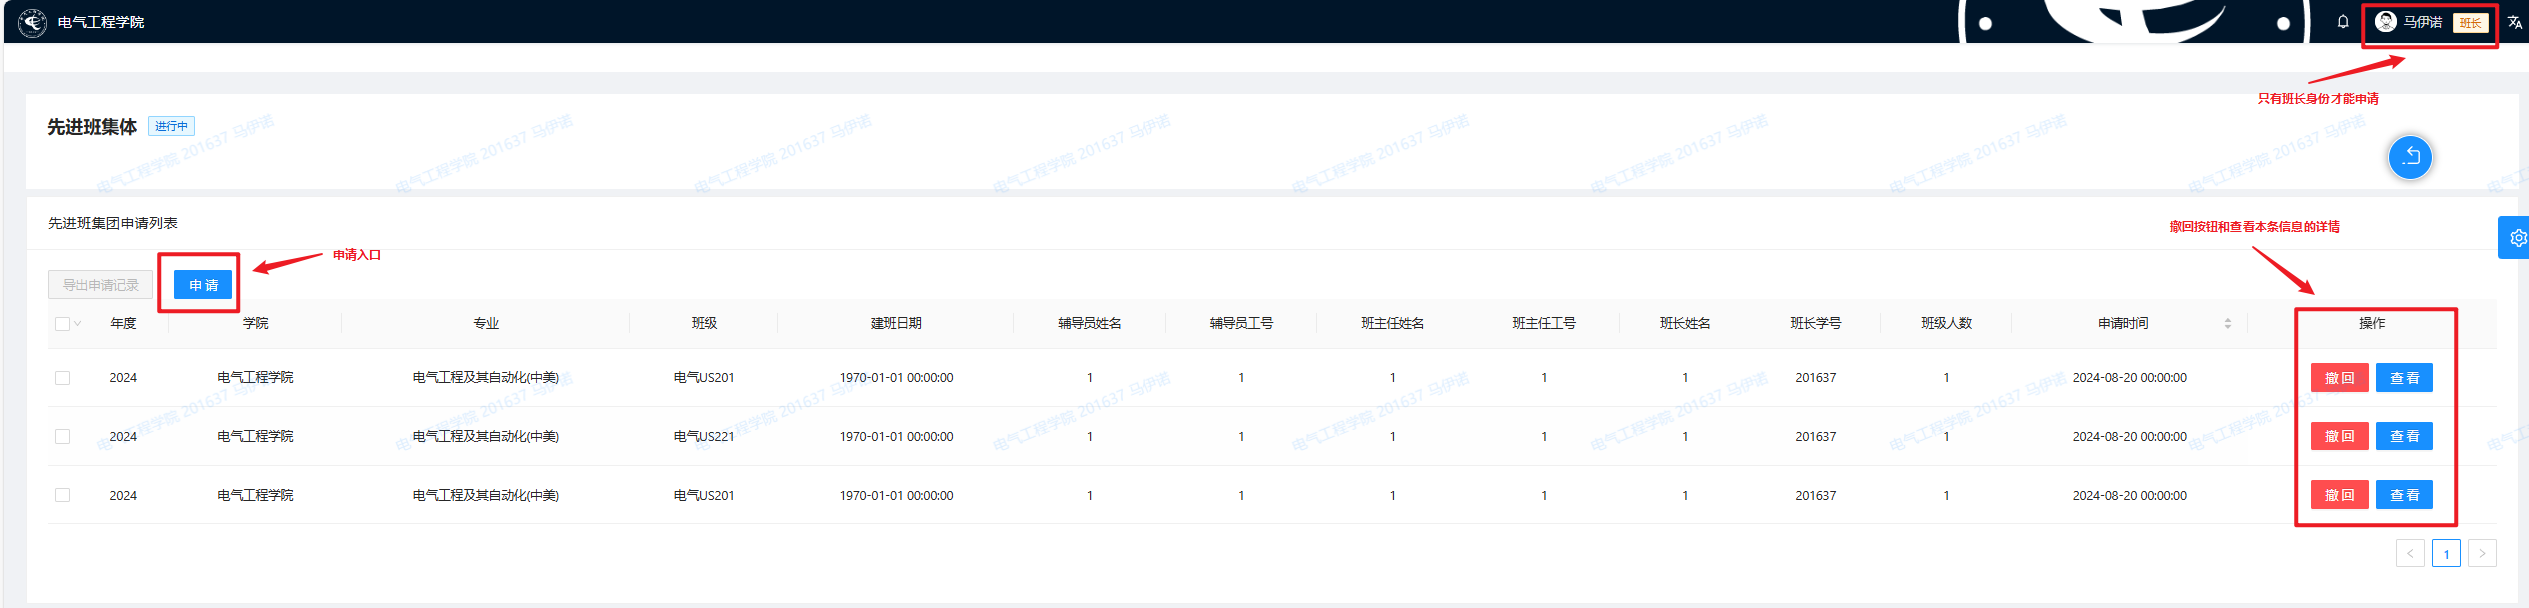 电气工程学院
马伊诺 班长
只有班长身份才能申请
先进班集体 进行中
撤回按钮和查看本条信息的详情
先进班集团申请列表
申请入口
导出申请记录 申请
年度 学院 专业 班级 建班日期 辅导员姓名 辅导员工号 班主任姓名 班主任工号 班长姓名 班长学号 班级人数 申请时间 操作
2024 电气工程学院 电气工程及其自动化(中美) 电气US201 1970-01-01 00:00:00 1 1 1 1 1 201637 1 2024-08-20 00:00:00 撤回 查看
2024 电气工程学院 电气工程及其自动化(中美) 电气US221 1970-01-01 00:00:00 1 1 1 1 1 201637 1 2024-08-20 00:00:00 撤回 查看
2024 电气工程学院 电气工程及其自动化(中美) 电气US201 1970-01-01 00:00:00 1 1 1 1 1 201637 1 2024-08-20 00:00:00 撤回 查看
1
电气工程学院 201637 马伊诺